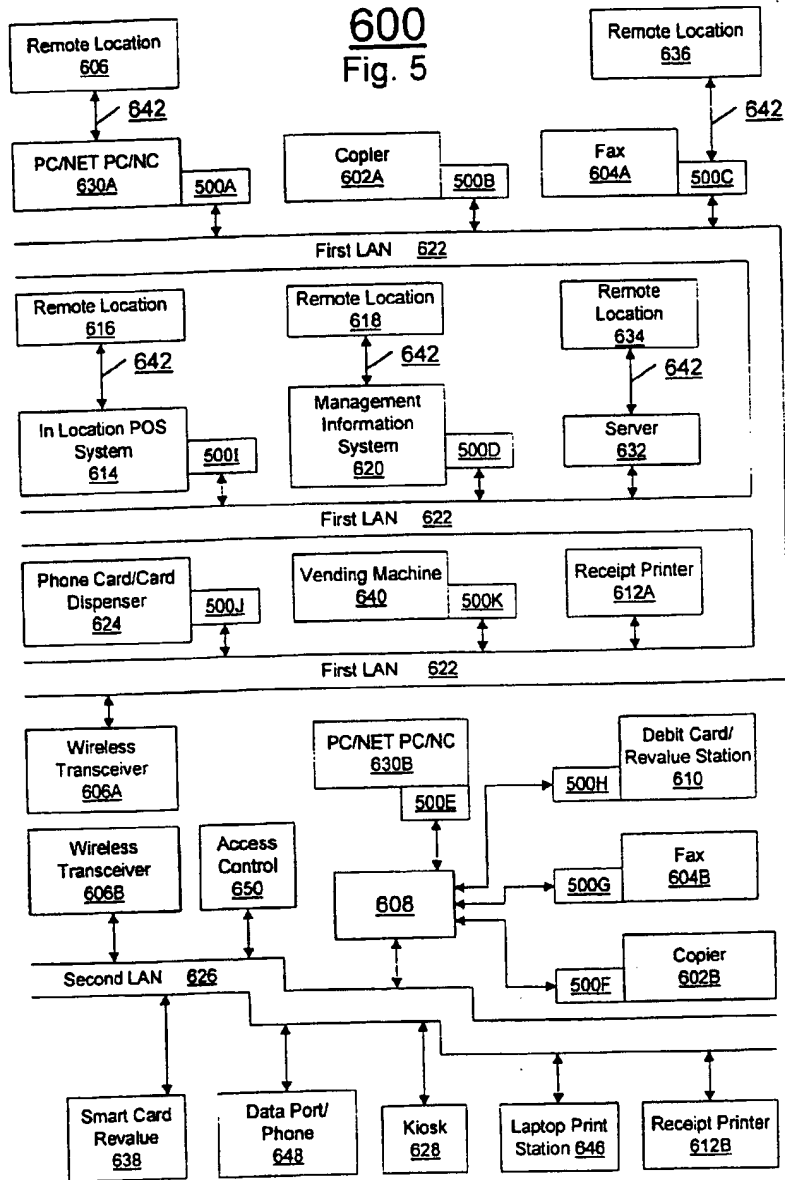 600
Fig. 5
Remote Location
606
642
Remote Location
636
642
PC/NET PC/NC
630A
500A
Copier
602A
500B
Fax
604A
500C
First LAN 622
Remote Location
616
642
Remote Location
618
642
Remote
Location
634
642
In Location POS
System
614
500I
Management
Information
System
620
500D
Server
632
First LAN 622
Phone Card/Card
Dispenser
624
500J
Vending Machine
640
500K
Receipt Printer
612A
First LAN 622
Wireless
Transceiver
606A
PC/NET PC/NC
630B
500E
Debit Card/
Revalue Station
610
500H
Wireless
Transceiver
606B
Access
Control
650
608
Fax
604B
500G
Copier
602B
500F
Second LAN 626
Smart Card
Revalue
638
Data Port/
Phone
648
Kiosk
628
Laptop Print
Station 646
Receipt Printer
612B